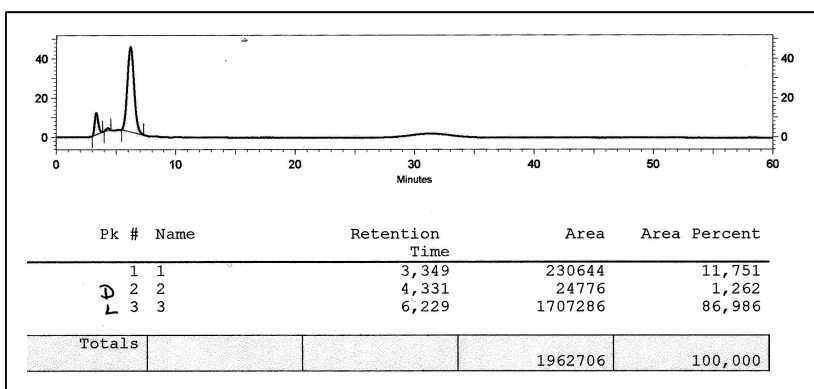 40 40
20 20
0 0
0 10 20 30 40 50 60
Minutes
Pk # Name Retention Area Area Percent
Time
1 1 3,349 230644 11,751
D 2 2 4,331 24776 1,262
L 3 3 6,229 1707286 86,986
Totals
1962706 100,000